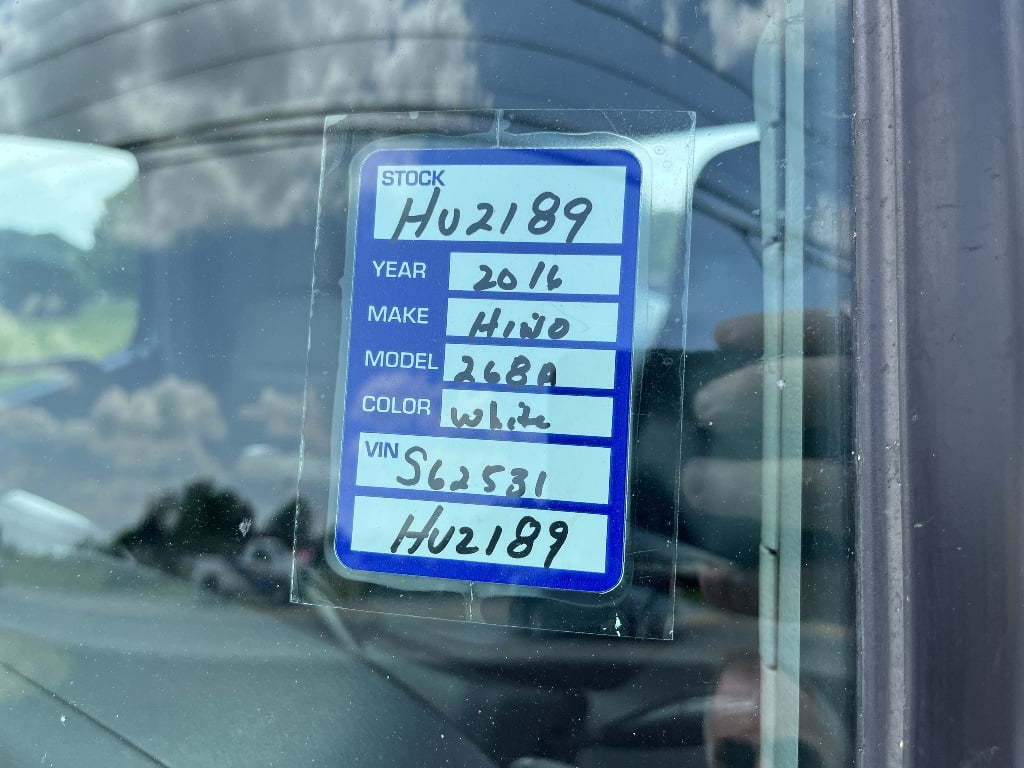 STOCK
HU2189
YEAR 2016
MAKE HINO
MODEL 268A
COLOR White
VIN S62531
HU2189